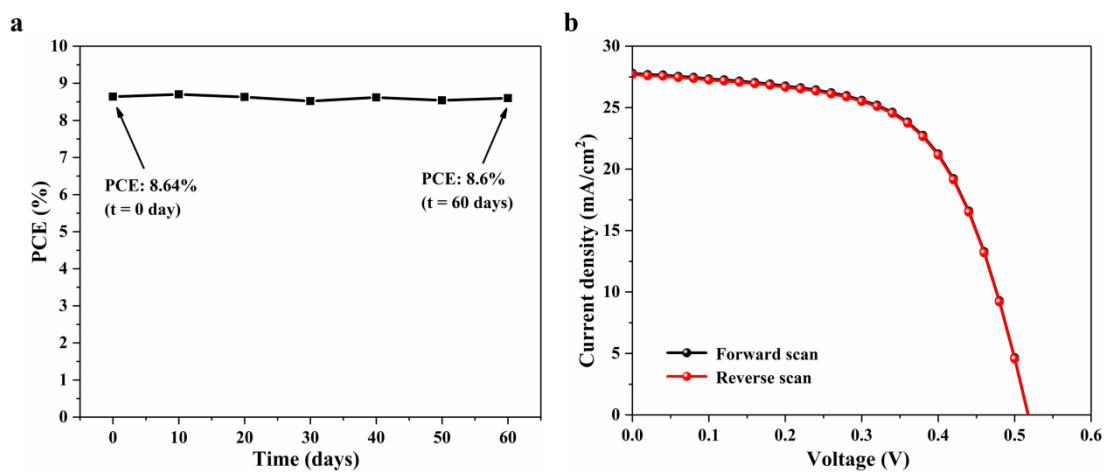 a
PCE (%)
10
9
8
7
6
5
4
3
2
1
0
PCE: 8.64%
(t = 0 day)
PCE: 8.6%
(t = 60 days)
0 10 20 30 40 50 60
Time (days)
b
Current density (mA/cm²)
30
25
20
15
10
5
0
Forward scan
Reverse scan
0.0 0.1 0.2 0.3 0.4 0.5 0.6
Voltage (V)